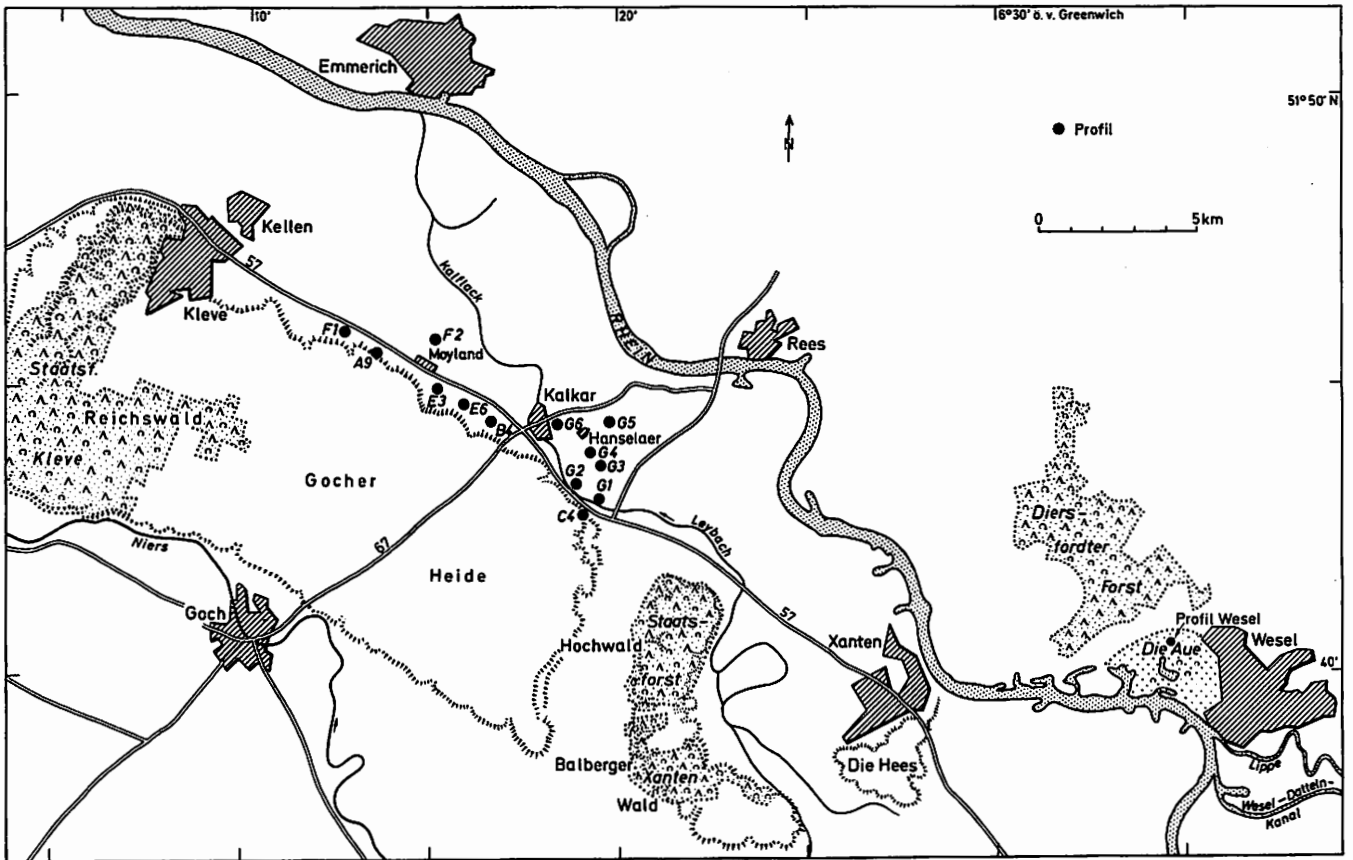 10'
20'
6°30' ö. v. Greenwich
Emmerich
51°50' N
Profil
N
0 5 km
Kellen
57
Kleve
Kalflack
RHEIN
F1
F2
Moyland
A9
Rees
Staatsf.
Reichswald
Kleve
E3
E6
B4
Kalkar
G6
G5
Hanselaer
G4
G3
G2
G1
C4
Gocher
Heide
Niers
67
Leybach
57
Diers-
fordter
Forst
Goch
Hochwald
Staats-
forst
Xanten
Xanten
Profil Wesel
Die Aue
Wesel
40'
Balberger
Wald
Die Hees
Lippe
Wesel-Datteln-
Kanal